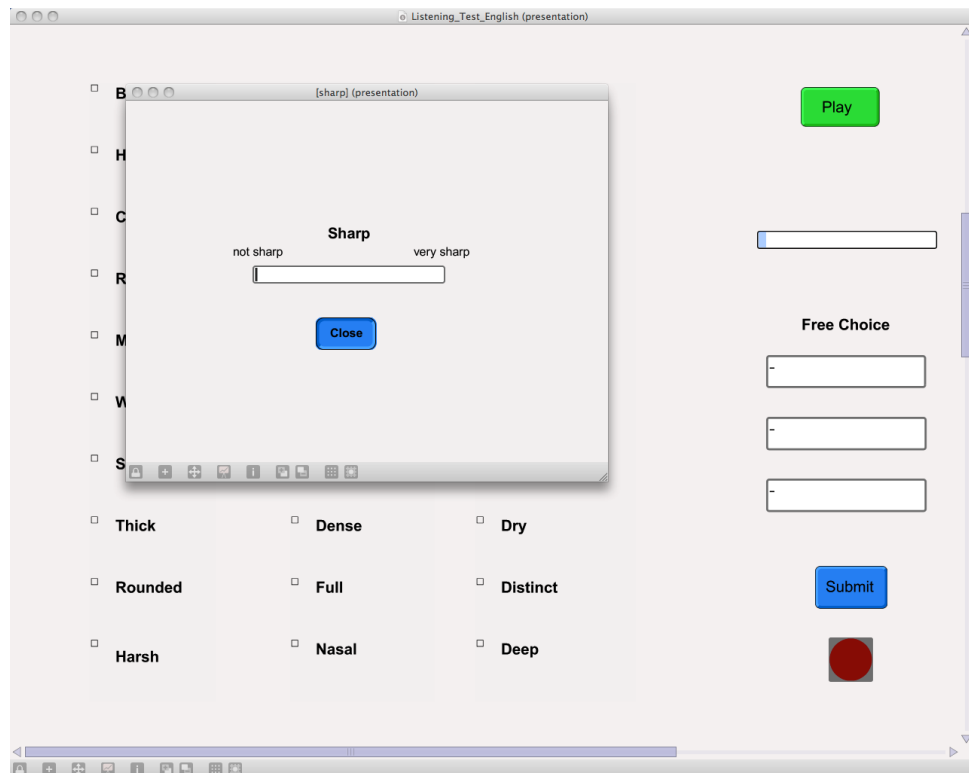 Listening_Test_English (presentation)
B
H
C
R
M
W
S
[sharp] (presentation)
Sharp
not sharp very sharp
Close
Thick Dense Dry
Rounded Full Distinct
Harsh Nasal Deep
Play
Free Choice
-
-
-
Submit